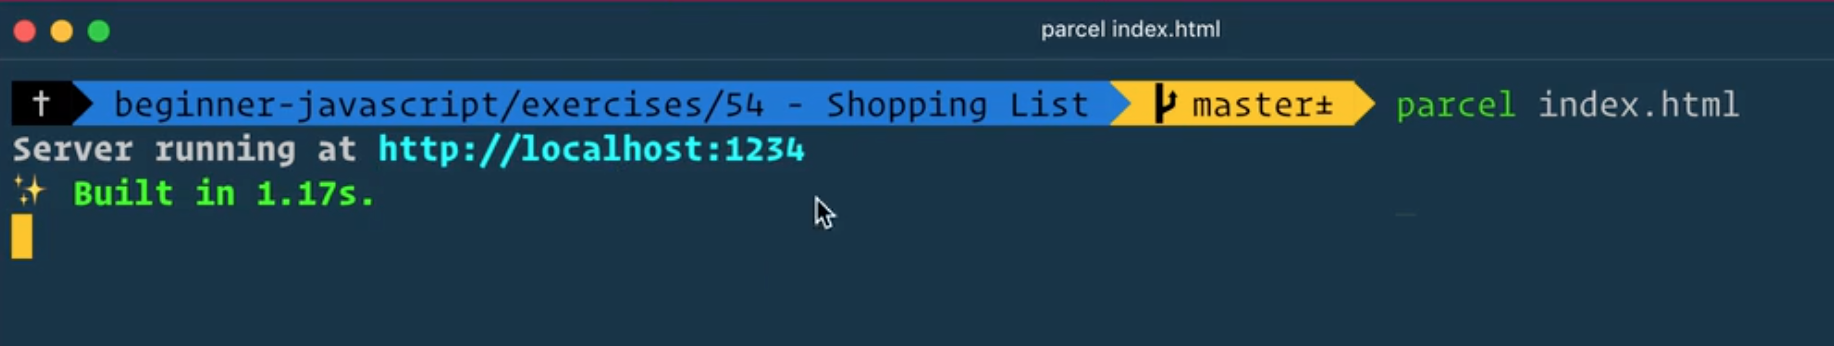 parcel index.html
† beginner-javascript/exercises/54 - Shopping List master± parcel index.html
Server running at http://localhost:1234
✨ Built in 1.17s.